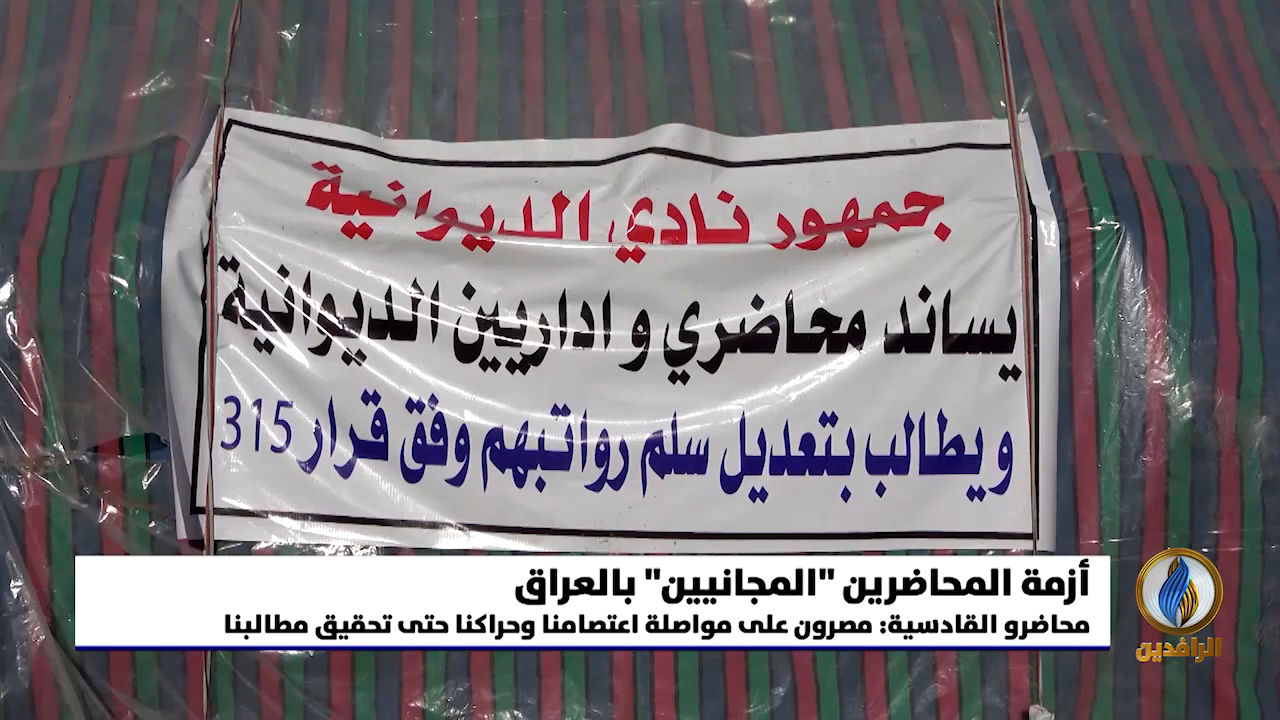 جمهور نادي الديوانية
يساند محاضري و اداريين الديوانية
و يطالب بتعديل سلم رواتبهم وفق قرار 315
أزمة المحاضرين "المجانيين" بالعراق
محاضرو القادسية: مصرون على مواصلة اعتصامنا وحراكنا حتى تحقيق مطالبنا
الرافدين